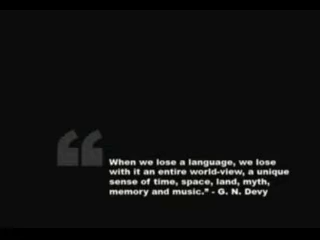 “
When we lose a language, we lose
with it an entire world-view, a unique
sense of time, space, land, myth,
memory and music.” - G. N. Devy